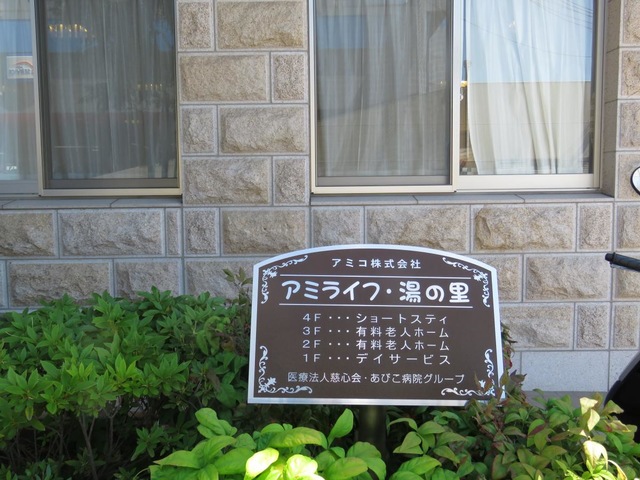 アミコ株式会社
アミライフ・湯の里
4F・・・ショートスティ
3F・・・有料老人ホーム
2F・・・有料老人ホーム
1F・・・デイサービス
医療法人慈心会・あびこ病院グループ